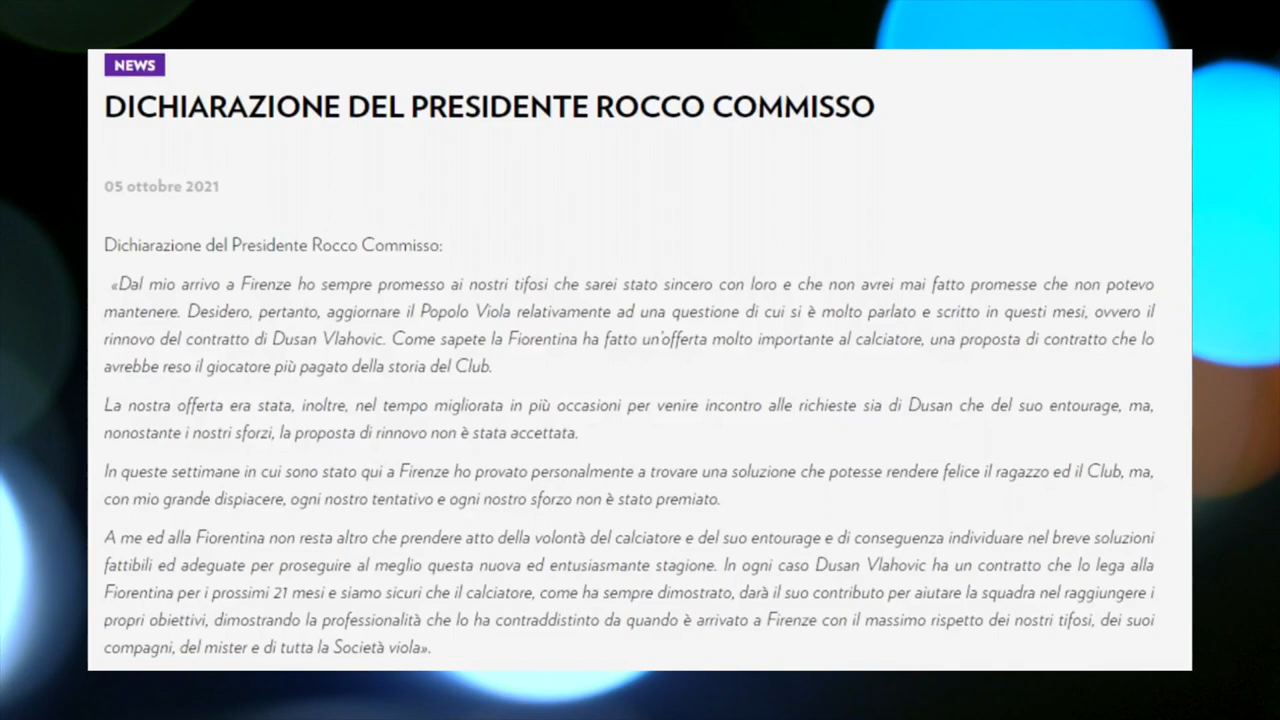 NEWS
DICHIARAZIONE DEL PRESIDENTE ROCCO COMMISSO
05 ottobre 2021
Dichiarazione del Presidente Rocco Commisso:
«Dal mio arrivo a Firenze ho sempre promesso ai nostri tifosi che sarei stato sincero con loro e che non avrei mai fatto promesse che non potevo
mantenere. Desidero, pertanto, aggiornare il Popolo Viola relativamente ad una questione di cui si è molto parlato e scritto in questi mesi, ovvero il
rinnovo del contratto di Dusan Vlahovic. Come sapete la Fiorentina ha fatto un'offerta molto importante al calciatore, una proposta di contratto che lo
avrebbe reso il giocatore più pagato della storia del Club.
La nostra offerta era stata, inoltre, nel tempo migliorata in più occasioni per venire incontro alle richieste sia di Dusan che del suo entourage, ma,
nonostante i nostri sforzi, la proposta di rinnovo non è stata accettata.
In queste settimane in cui sono stato qui a Firenze ho provato personalmente a trovare una soluzione che potesse rendere felice il ragazzo ed il Club, ma,
con mio grande dispiacere, ogni nostro tentativo e ogni nostro sforzo non è stato premiato.
A me ed alla Fiorentina non resta altro che prendere atto della volontà del calciatore e del suo entourage e di conseguenza individuare nel breve soluzioni
fattibili ed adeguate per proseguire al meglio questa nuova ed entusiasmante stagione. In ogni caso Dusan Vlahovic ha un contratto che lo lega alla
Fiorentina per i prossimi 21 mesi e siamo sicuri che il calciatore, come ha sempre dimostrato, darà il suo contributo per aiutare la squadra nel raggiungere i
propri obiettivi, dimostrando la professionalità che lo ha contraddistinto da quando è arrivato a Firenze con il massimo rispetto dei nostri tifosi, dei suoi
compagni, del mister e di tutta la Società viola».